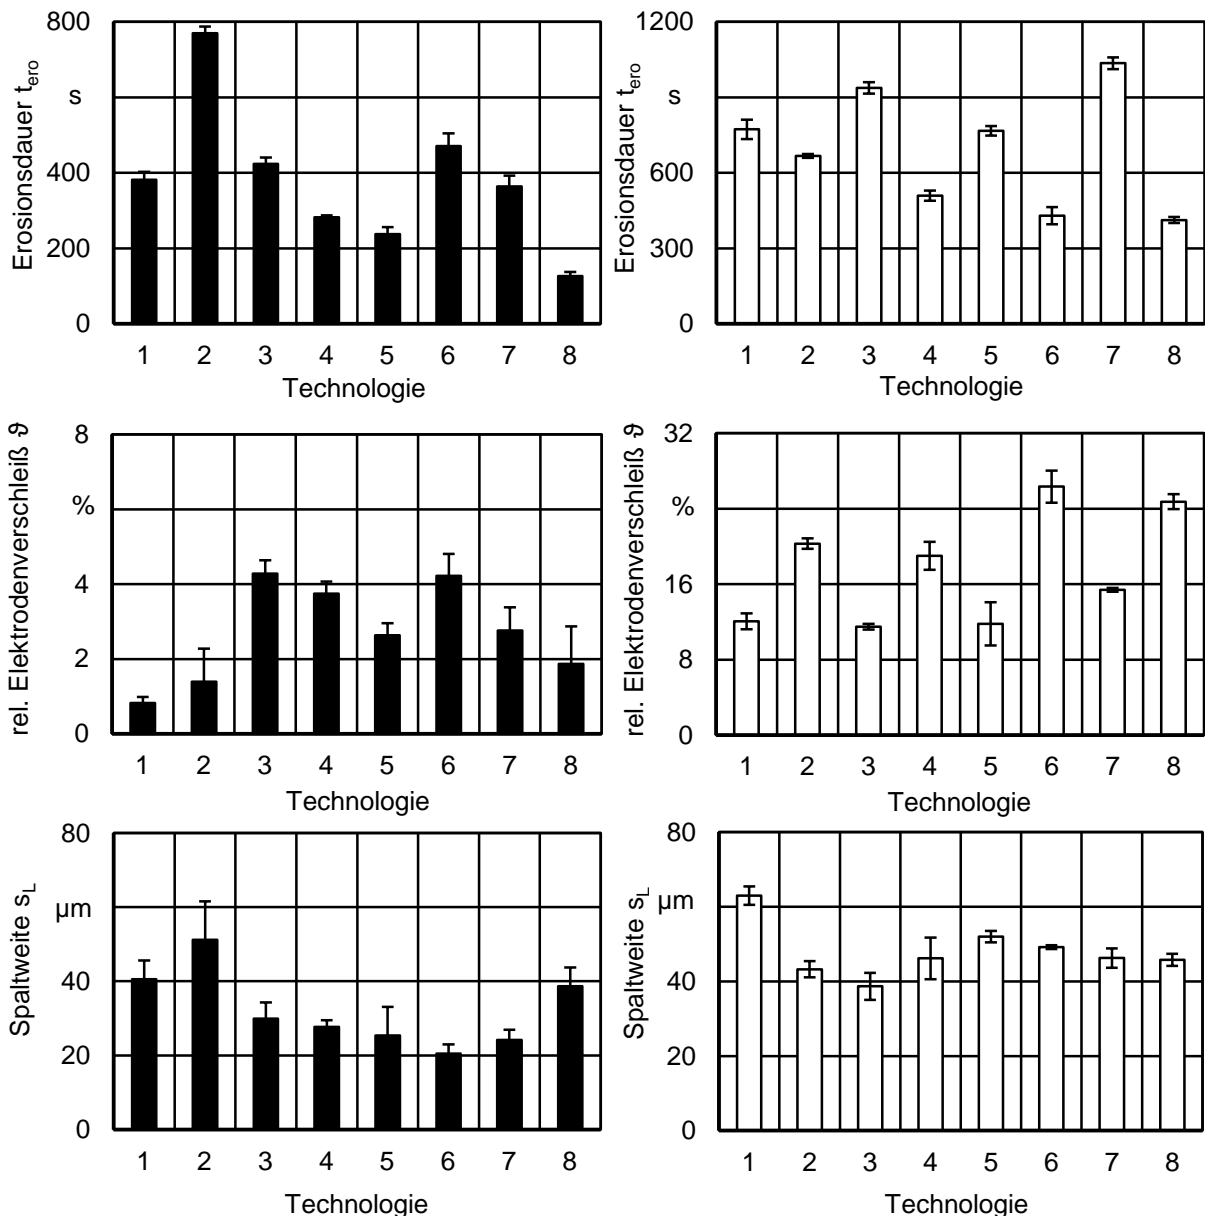 Erosionsdauer t_ero
800
s
400
200
0
1 2 3 4 5 6 7 8
Technologie
Erosionsdauer t_ero
1200
s
600
300
0
1 2 3 4 5 6 7 8
Technologie
rel. Elektrodenverschleiß ϑ
8
%
4
2
0
1 2 3 4 5 6 7 8
Technologie
rel. Elektrodenverschleiß ϑ
32
%
16
8
0
1 2 3 4 5 6 7 8
Technologie
Spaltweite s_L
80
µm
40
20
0
1 2 3 4 5 6 7 8
Technologie
Spaltweite s_L
80
µm
40
20
0
1 2 3 4 5 6 7 8
Technologie